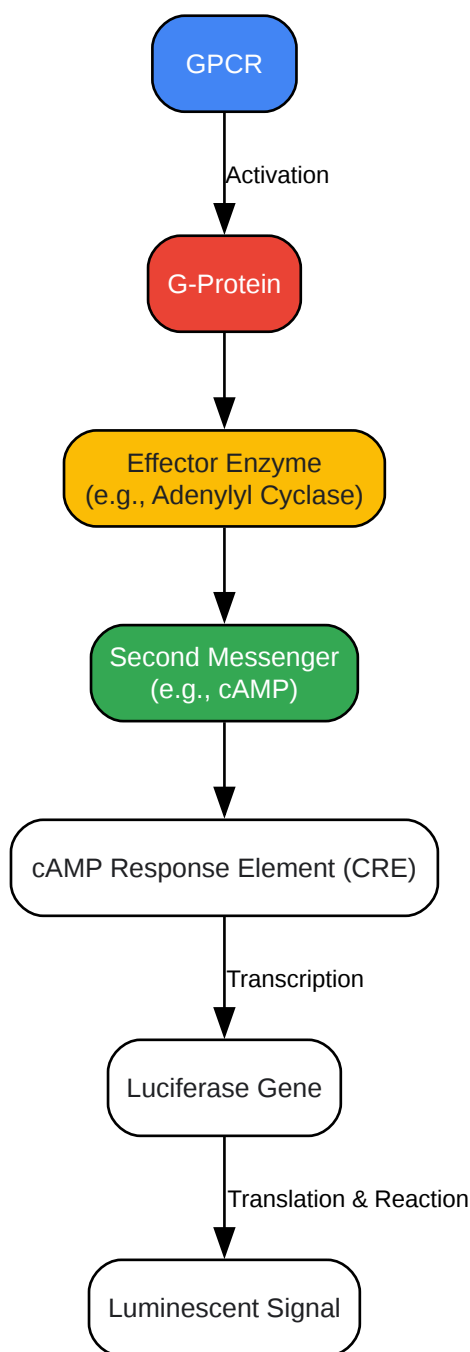 GPCR
Activation
G-Protein
Effector Enzyme
(e.g., Adenylyl Cyclase)
Second Messenger
(e.g., cAMP)
cAMP Response Element (CRE)
Transcription
Luciferase Gene
Translation & Reaction
Luminescent Signal